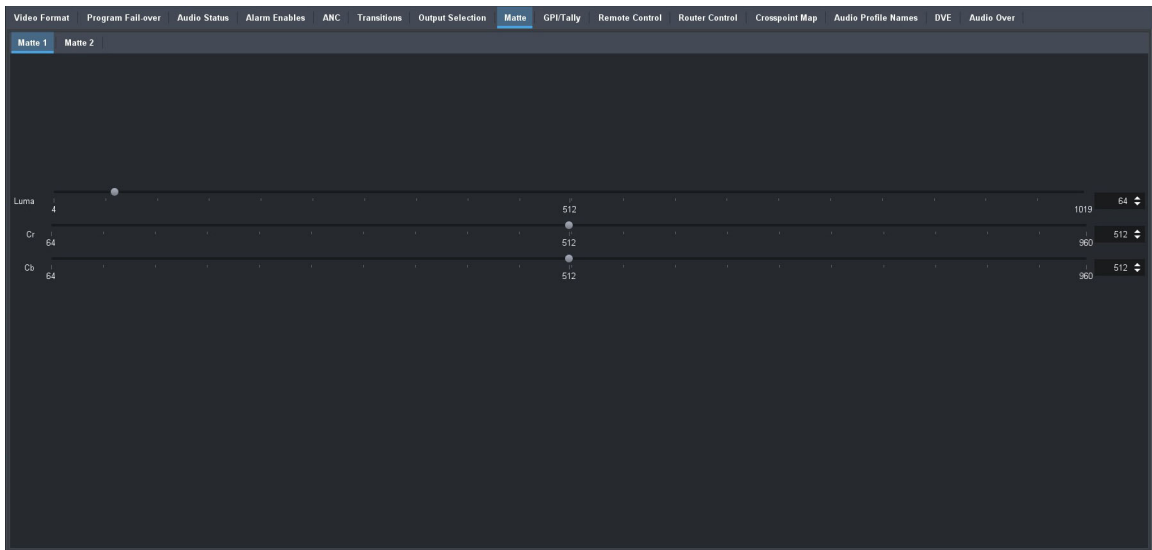 Video Format Program Fail-over Audio Status Alarm Enables ANC Transitions Output Selection Matte GPI/Tally Remote Control Router Control Crosspoint Map Audio Profile Names DVE Audio Over
Matte 1 Matte 2
Luma 4 512 1019 64
Cr 64 512 960 512
Cb 64 512 960 512